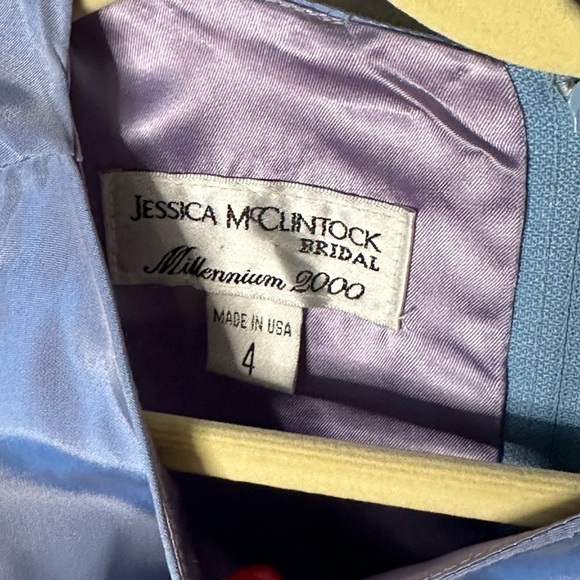 JESSICA McCLINTOCK
BRIDAL
Millennium 2000
MADE IN USA
4